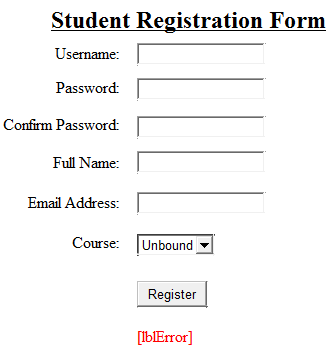 Student Registration Form
Username:
Password:
Confirm Password:
Full Name:
Email Address:
Course: Unbound
Register
[lblError]